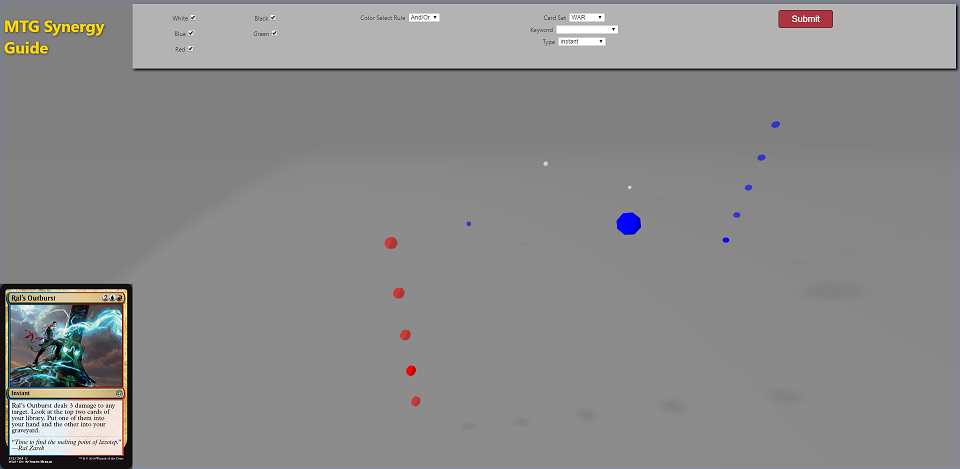 MTG Synergy
Guide
White
Black
Color Select Rule And/Or
Card Set WAR
Submit
Blue
Green
Keyword
Red
Type instant
Ral's Outburst
2
Instant
Ral's Outburst deals 3 damage to any
target. Look at the top two cards of
your library. Put one of them into
your hand and the other into your
graveyard.
"Time to find the melting point of lazotep."
—Ral Zarek